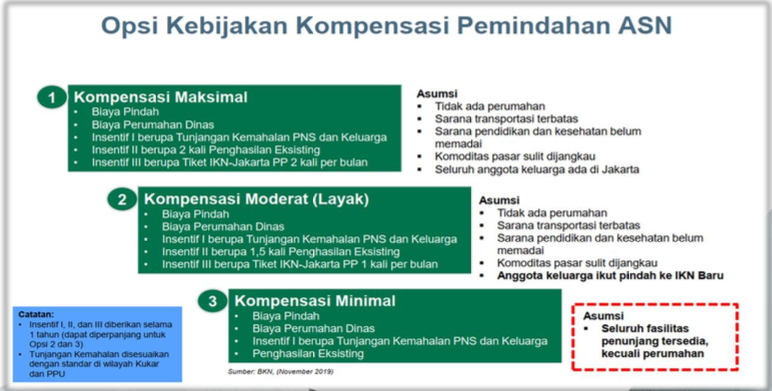 Opsi Kebijakan Kompensasi Pemindahan ASN
1 Kompensasi Maksimal
• Biaya Pindah
• Biaya Perumahan Dinas
• Insentif I berupa Tunjangan Kemahalan PNS dan Keluarga
• Insentif II berupa 2 kali Penghasilan Eksisting
• Insentif III berupa Tiket IKN-Jakarta PP 2 kali per bulan
Asumsi
▪ Tidak ada perumahan
▪ Sarana transportasi terbatas
▪ Sarana pendidikan dan kesehatan belum
memadai
▪ Komoditas pasar sulit dijangkau
▪ Seluruh anggota keluarga ada di Jakarta
2 Kompensasi Moderat (Layak)
• Biaya Pindah
• Biaya Perumahan Dinas
• Insentif I berupa Tunjangan Kemahalan PNS dan Keluarga
• Insentif II berupa 1,5 kali Penghasilan Eksisting
• Insentif III berupa Tiket IKN-Jakarta PP 1 kali per bulan
Asumsi
▪ Tidak ada perumahan
▪ Sarana transportasi terbatas
▪ Sarana pendidikan dan kesehatan belum
memadai
▪ Komoditas pasar sulit dijangkau
▪ Anggota keluarga ikut pindah ke IKN Baru
3 Kompensasi Minimal
• Biaya Pindah
• Biaya Perumahan Dinas
• Insentif I berupa Tunjangan Kemahalan PNS dan Keluarga
• Penghasilan Eksisting
Asumsi
▪ Seluruh fasilitas
penunjang tersedia,
kecuali perumahan
Catatan:
• Insentif I, II, dan III diberikan selama
1 tahun (dapat diperpanjang untuk
Opsi 2 dan 3)
• Tunjangan Kemahalan disesuaikan
dengan standar di wilayah Kukar
dan PPU
Sumber: BKN, (November 2019)